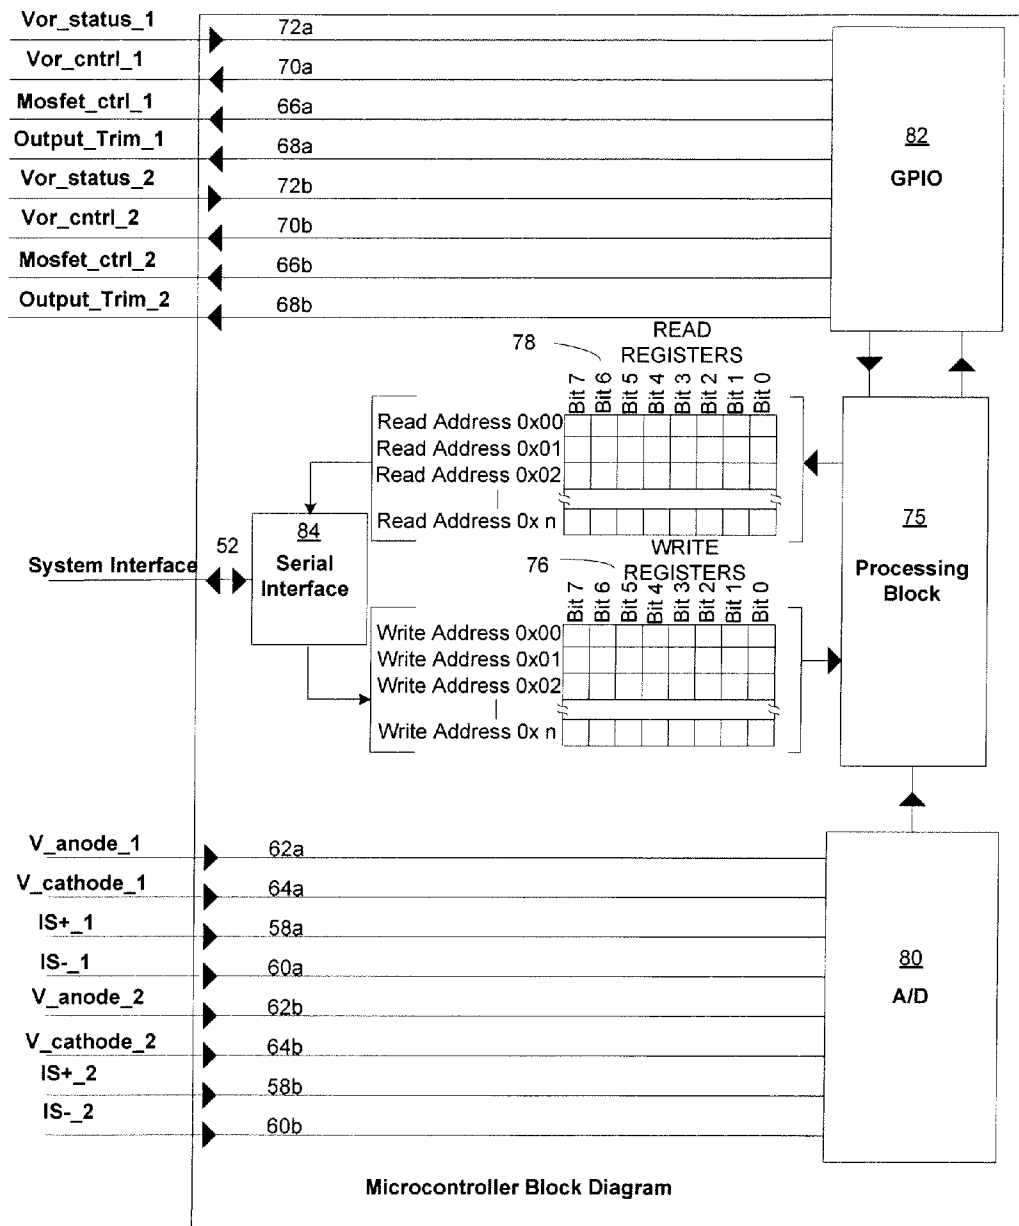 Vor_status_1
72a
Vor_cntrl_1
70a
Mosfet_ctrl_1
66a
Output_Trim_1
68a
Vor_status_2
72b
Vor_cntrl_2
70b
Mosfet_ctrl_2
66b
Output_Trim_2
68b
82
GPIO
78
READ
REGISTERS
Bit 7 Bit 6 Bit 5 Bit 4 Bit 3 Bit 2 Bit 1 Bit 0
Read Address 0x00
Read Address 0x01
Read Address 0x02
Read Address 0x n
84
Serial
Interface
System Interface
52
75
Processing
Block
76
WRITE
REGISTERS
Bit 7 Bit 6 Bit 5 Bit 4 Bit 3 Bit 2 Bit 1 Bit 0
Write Address 0x00
Write Address 0x01
Write Address 0x02
Write Address 0x n
V_anode_1
62a
V_cathode_1
64a
IS+_1
58a
IS-_1
60a
V_anode_2
62b
V_cathode_2
64b
IS+_2
58b
IS-_2
60b
80
A/D
Microcontroller Block Diagram